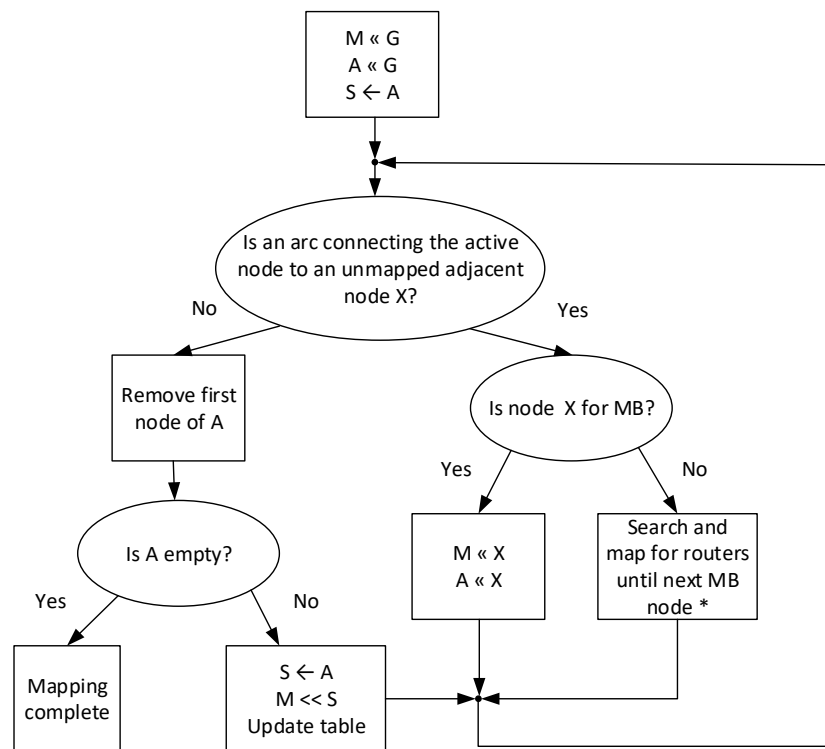 M « G
A « G
S ← A
Is an arc connecting the active
node to an unmapped adjacent
node X?
No
Yes
Remove first
node of A
Is node X for MB?
Yes
No
Is A empty?
M « X
A « X
Search and
map for routers
until next MB
node *
Yes
No
Mapping
complete
S ← A
M << S
Update table